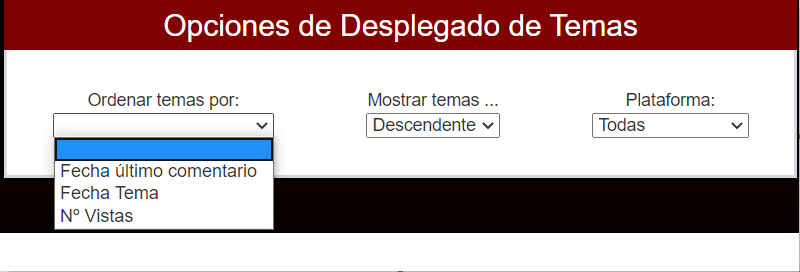 Opciones de Desplegado de Temas
Ordenar temas por: Mostrar temas ... Plataforma:
Descendente Todas
Fecha último comentario
Fecha Tema
Nº Vistas